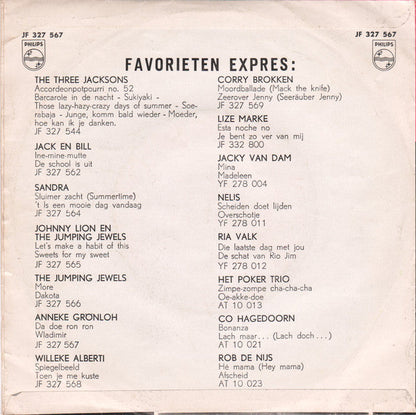 JF 327 567
JF 327 567
PHILIPS
PHILIPS
FAVORIETEN EXPRES:
THE THREE JACKSONS
Accordeonpotpourri no. 52
Barcarole in de nacht - Sukiyaki -
Those lazy-hazy-crazy days of summer - Soe-
rabaja - Junge, komm bald wieder - Moeder,
hoe kan ik je danken.
JF 327 544
JACK EN BILL
Ine-mine-mutte
De school is uit
JF 327 562
SANDRA
Sluimer zacht (Summertime)
't Is een mooie dag vandaag
JF 327 564
JOHNNY LION EN
THE JUMPING JEWELS
Let's make a habit of this
Sweets for my sweet
JF 327 565
THE JUMPING JEWELS
More
Dakota
JF 327 566
ANNEKE GRÖNLOH
Da doe ron ron
Wladimir
JF 327 567
WILLEKE ALBERTI
Spiegelbeeld
Toen je me kuste
JF 327 568
CORRY BROKKEN
Moordballade (Mack the knife)
Zeerover Jenny (Seeräuber Jenny)
JF 327 569
LIZE MARKE
Esta noche no
Je bent zo ver van mij
JF 332 800
JACKY VAN DAM
Mina
Madeleen
YF 278 004
NELIS
Scheiden doet lijden
Overschotje
YF 278 011
RIA VALK
Die laatste dag met jou
De schat van Rio Jim
YF 278 012
HET POKER TRIO
Zimpe-zompe cha-cha-cha
Oe-akke-doe
AT 10 013
CO HAGEDOORN
Bonanza
Lach maar... (Lach doch...)
AT 10 021
ROB DE NIJS
Hé mama (Hey mama)
Afscheid
AT 10 023